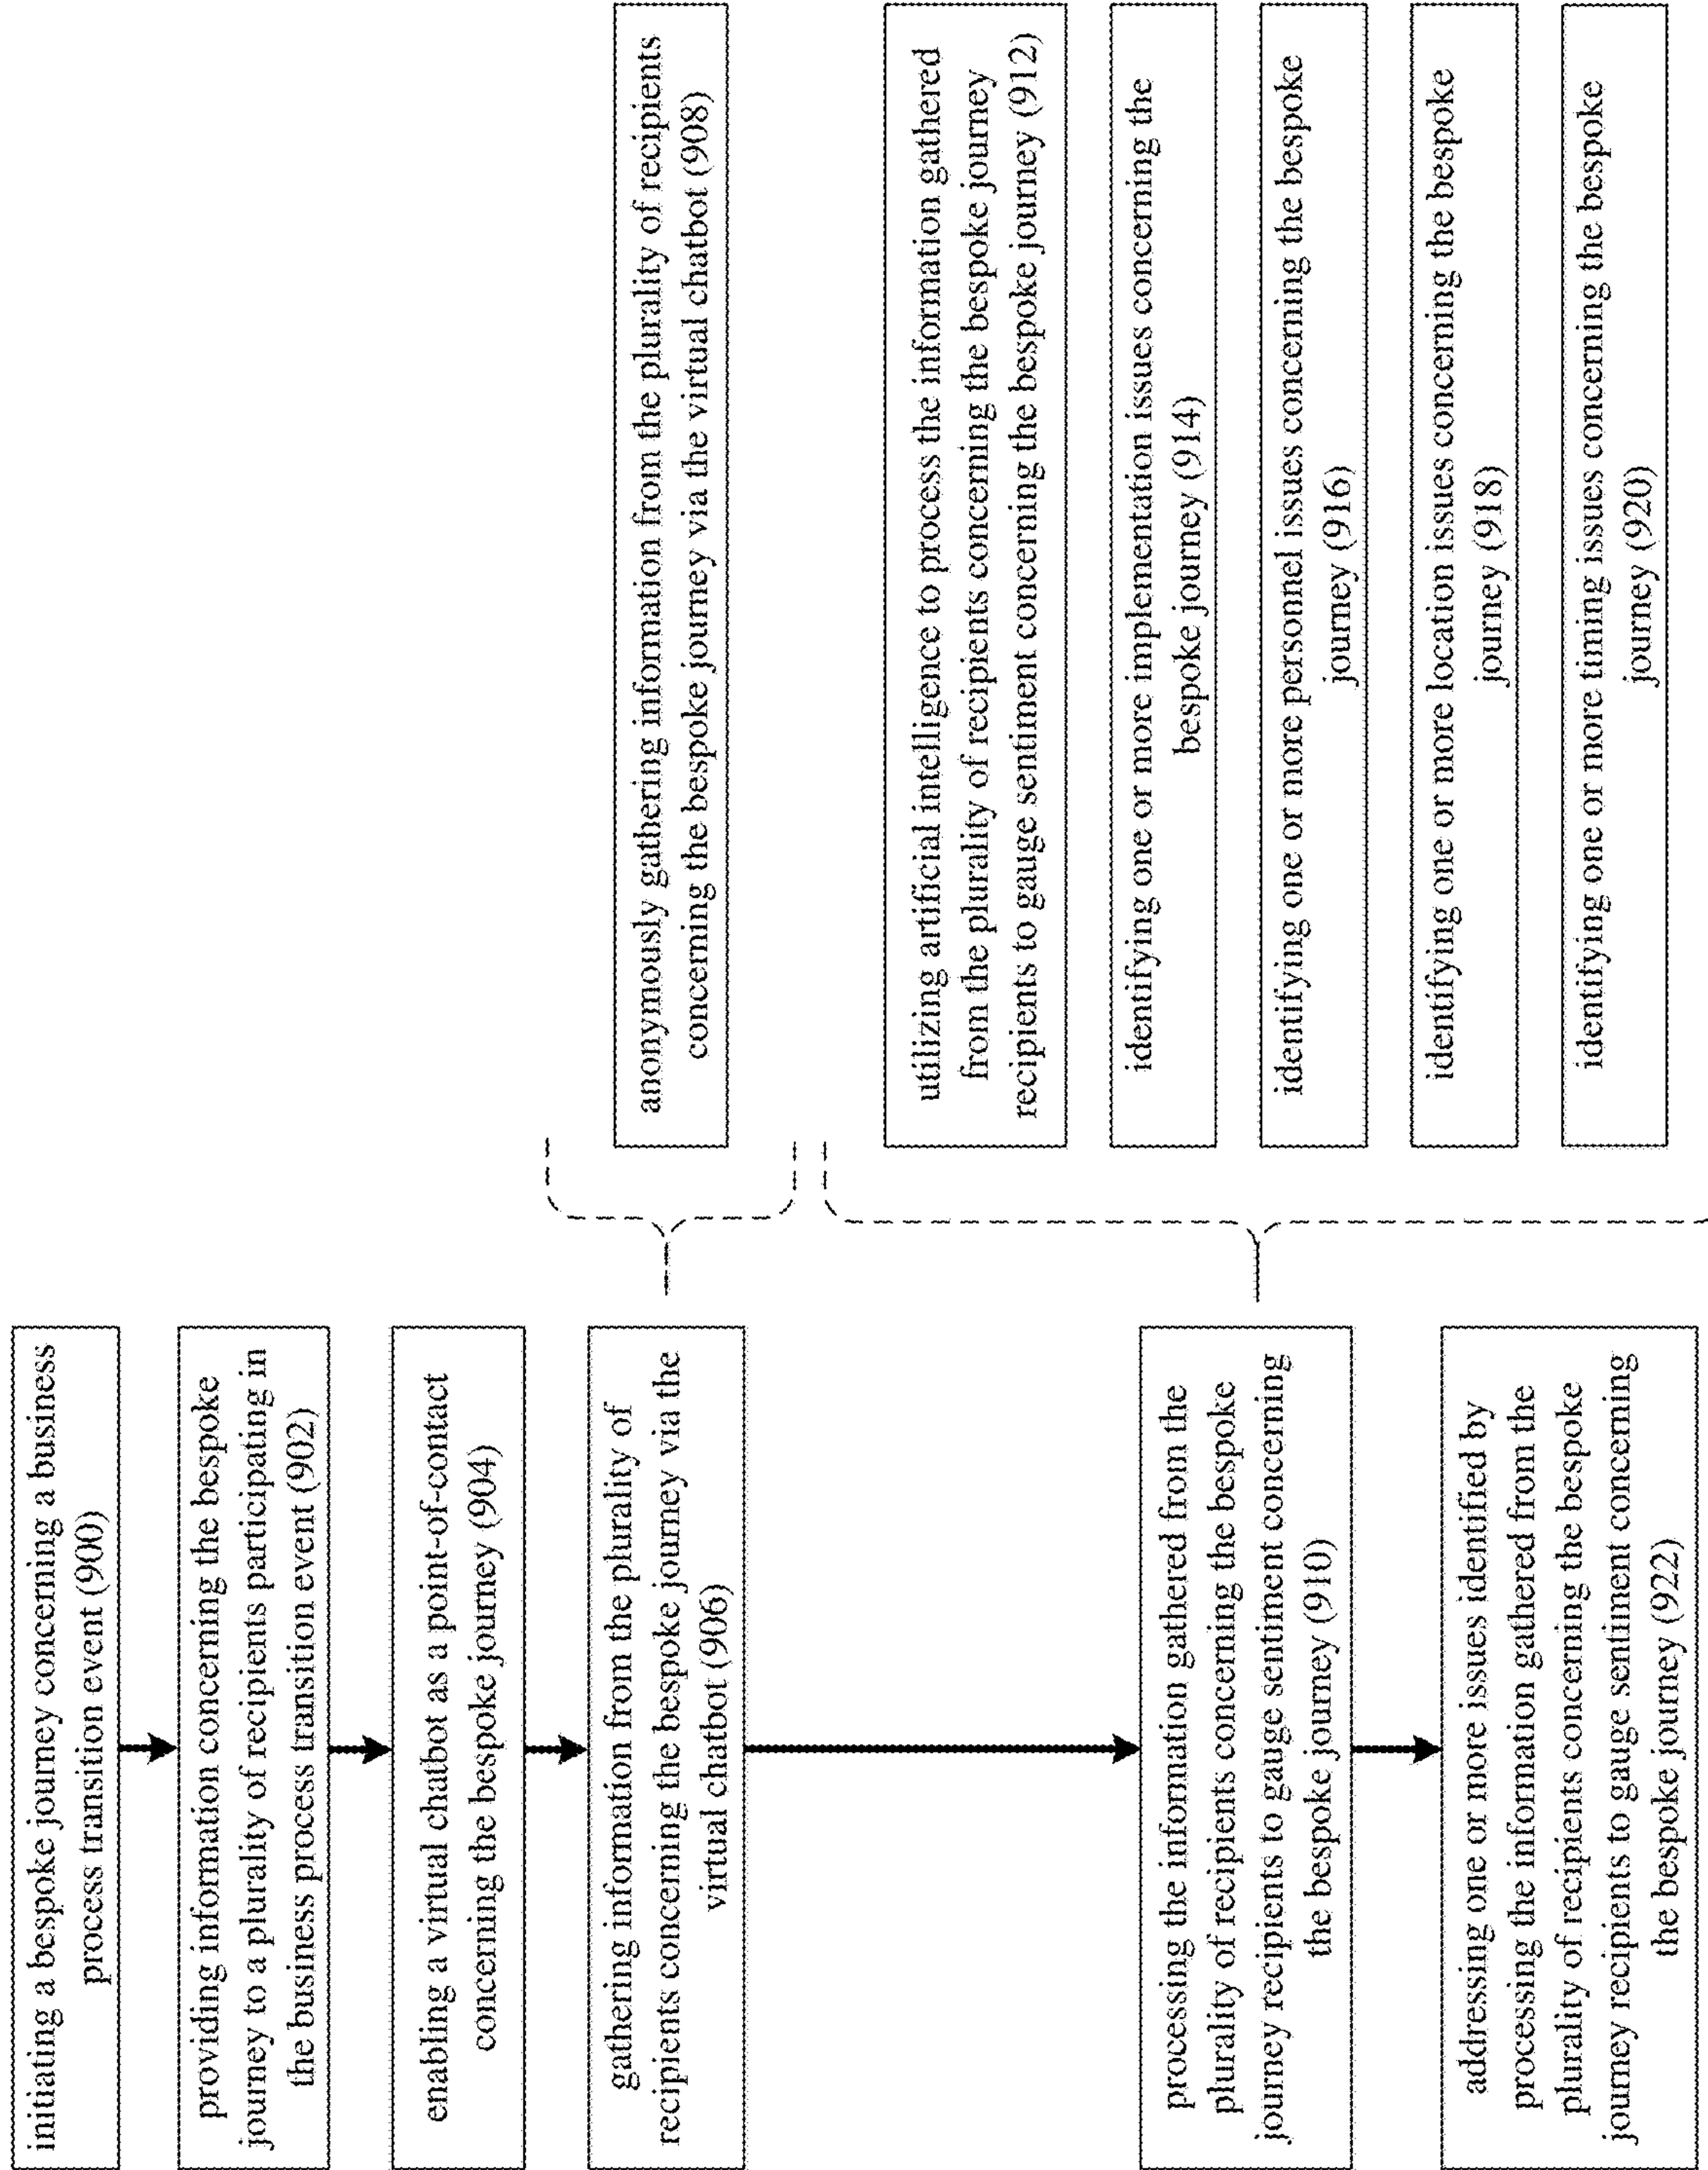 initiating a bespoke journey concerning a business
process transition event (900)
providing information concerning the bespoke
journey to a plurality of recipients participating in
the business process transition event (902)
enabling a virtual chatbot as a point-of-contact
concerning the bespoke journey (904)
gathering information from the plurality of
recipients concerning the bespoke journey via the
virtual chatbot (906)
anonymously gathering information from the plurality of recipients
concerning the bespoke journey via the virtual chatbot (908)
processing the information gathered from the
plurality of recipients concerning the bespoke
journey recipients to gauge sentiment concerning
the bespoke journey (910)
utilizing artificial intelligence to process the information gathered
from the plurality of recipients concerning the bespoke journey
recipients to gauge sentiment concerning the bespoke journey (912)
identifying one or more implementation issues concerning the
bespoke journey (914)
identifying one or more personnel issues concerning the bespoke
journey (916)
identifying one or more location issues concerning the bespoke
journey (918)
identifying one or more timing issues concerning the bespoke
journey (920)
addressing one or more issues identified by
processing the information gathered from the
plurality of recipients concerning the bespoke
journey recipients to gauge sentiment concerning
the bespoke journey (922)